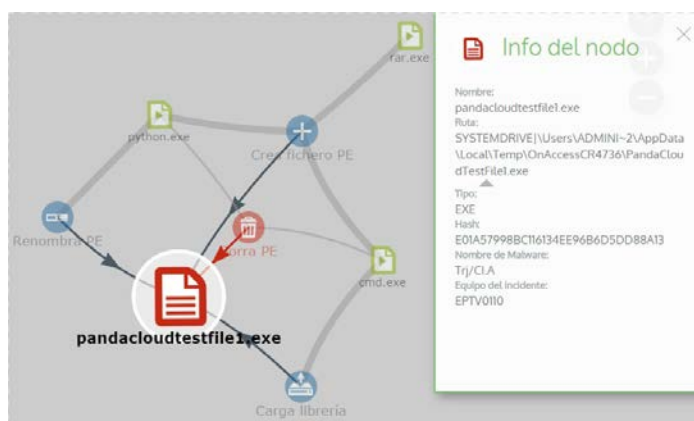 rar.exe
python.exe
Crea fichero PE
Renombra PE
orra PE
cmd.exe
pandacloudtestfile1.exe
Carga librería
Info del nodo
Nombre:
pandacloudtestfile1.exe
Ruta:
SYSTEMDRIVE|\Users\ADMINI~2\AppData
\Local\Temp\OnAccessCR4736\PandaClou
dTestFile1.exe
Tipo:
EXE
Hash:
E01A57998BC116134EE96B6D5DD88A13
Nombre de Malware:
Trj/CI.A
Equipo del Incidente:
EPTV0110